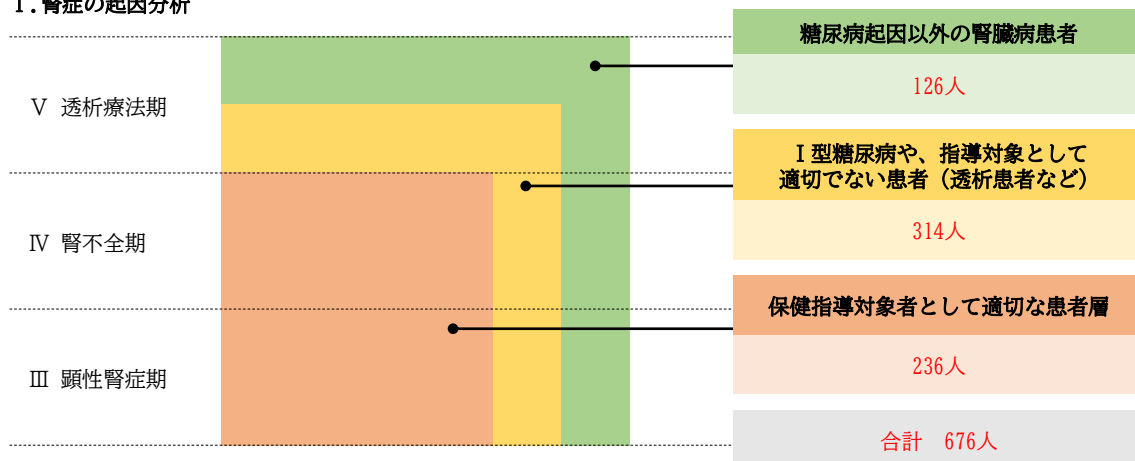 Ⅰ.腎症の起因分析
糖尿病起因以外の腎臓病患者
126人
Ⅴ 透析療法期
Ⅰ型糖尿病や、指導対象として
適切でない患者（透析患者など）
314人
Ⅳ 腎不全期
保健指導対象者として適切な患者層
236人
Ⅲ 顕性腎症期
合計　676人